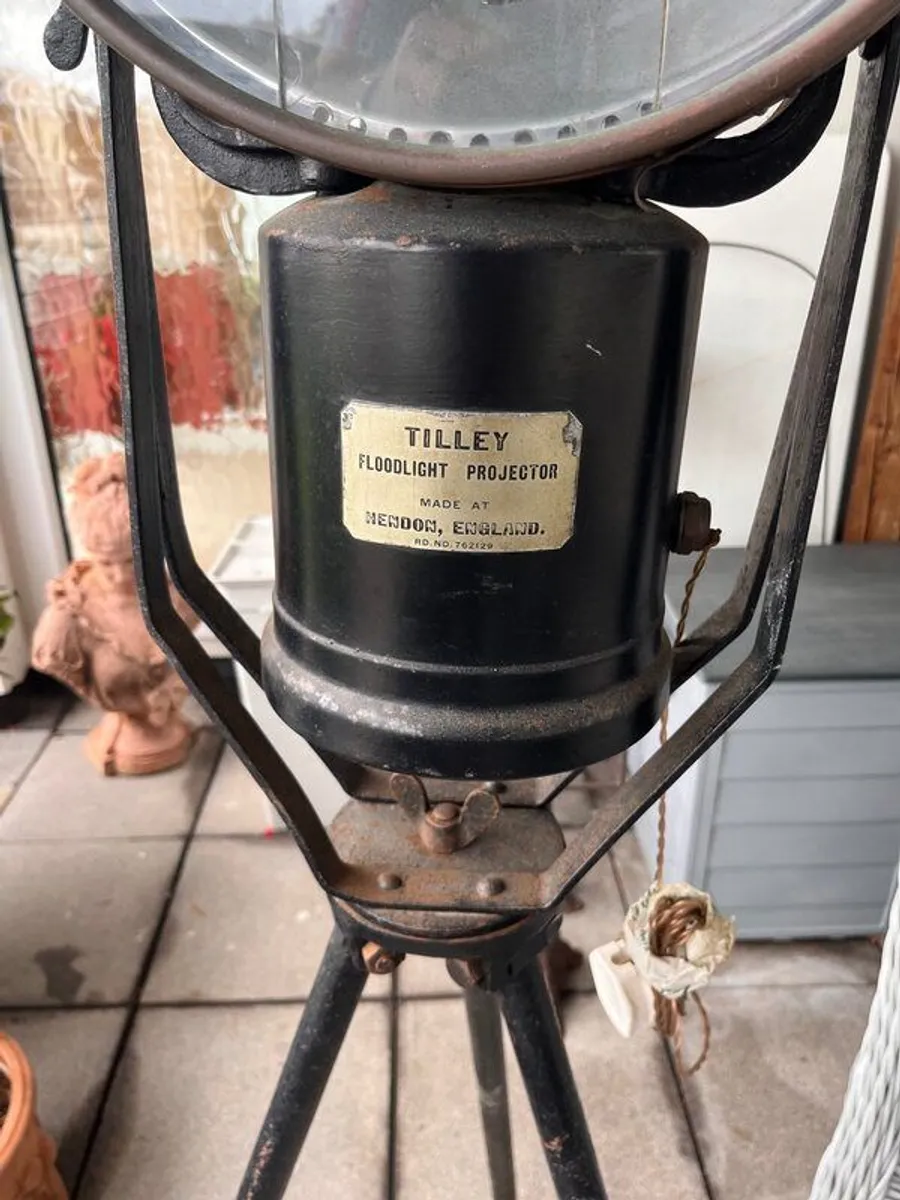 TILLEY
FLOODLIGHT PROJECTOR
MADE AT
HENDON, ENGLAND.
RD. NO. 762129